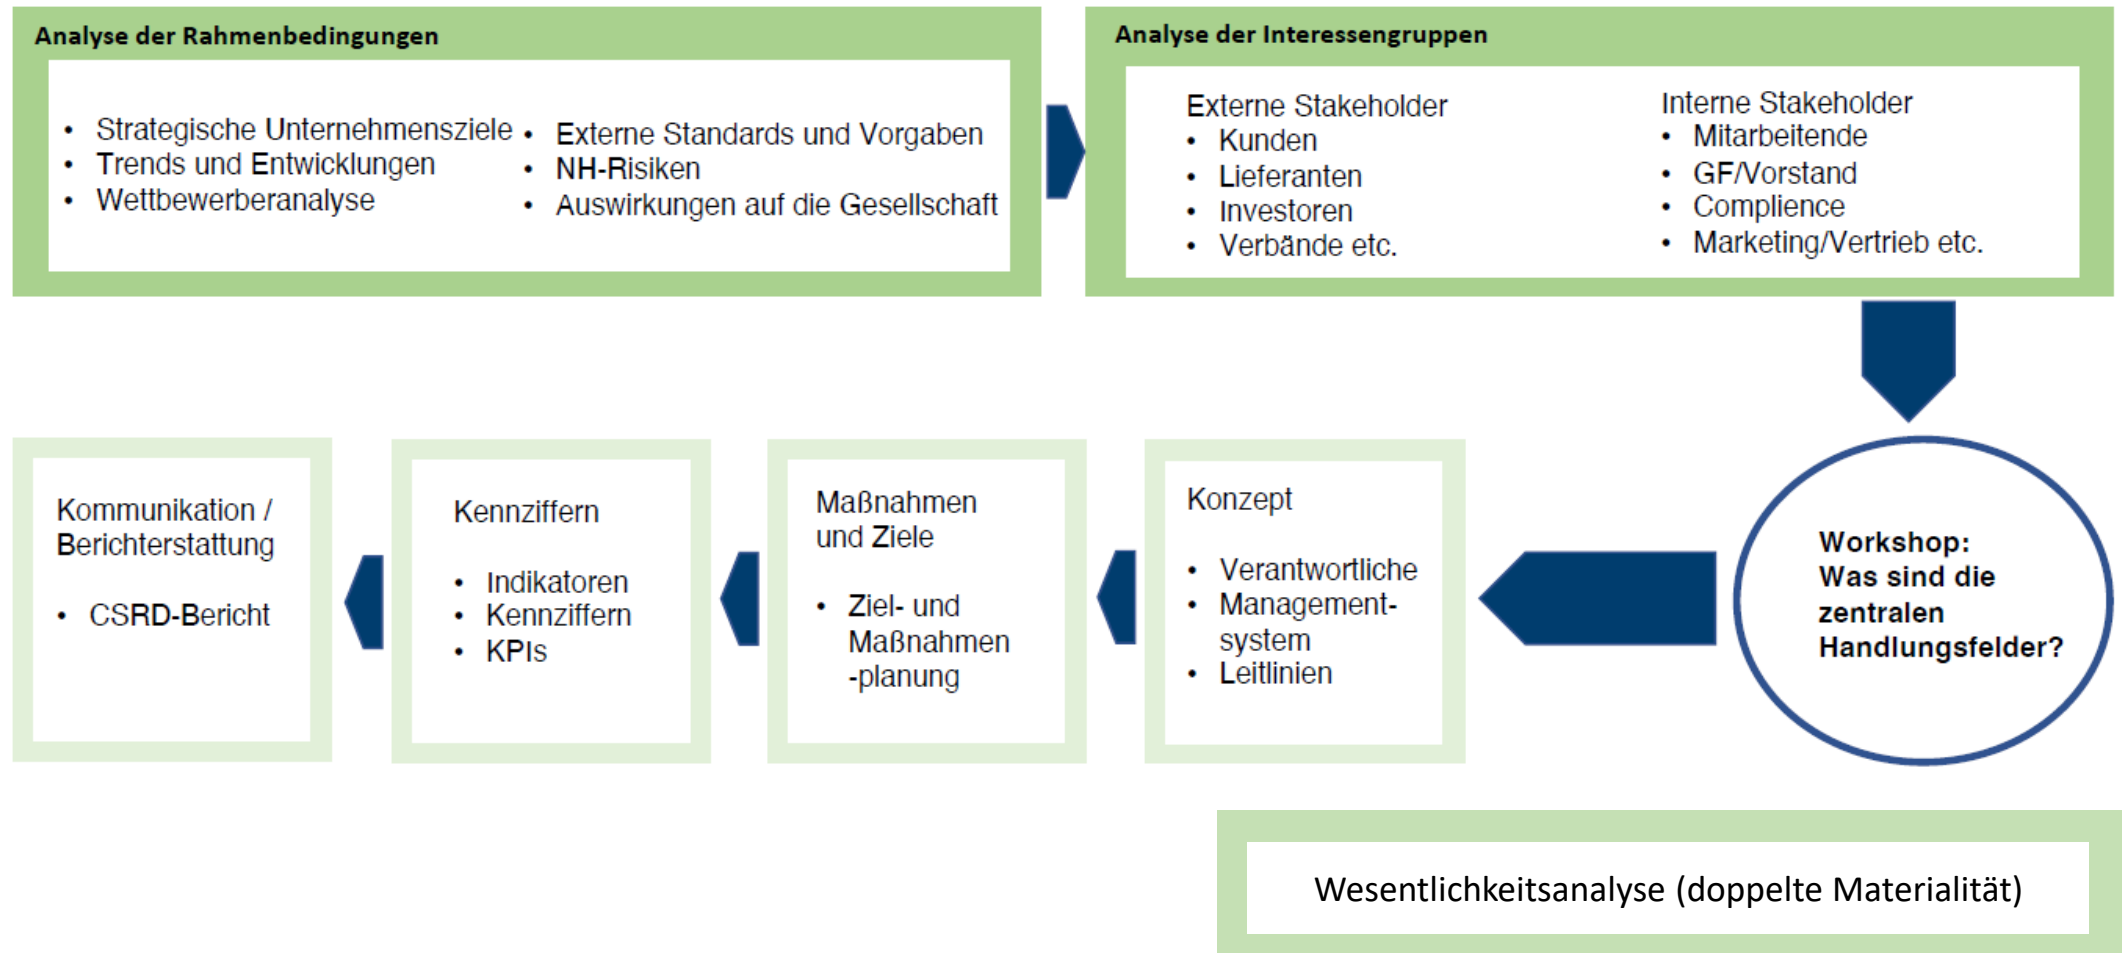 Analyse der Rahmenbedingungen
• Strategische Unternehmensziele
• Trends und Entwicklungen
• Wettbewerberanalyse
• Externe Standards und Vorgaben
• NH-Risiken
• Auswirkungen auf die Gesellschaft
Analyse der Interessengruppen
Externe Stakeholder
• Kunden
• Lieferanten
• Investoren
• Verbände etc.
Interne Stakeholder
• Mitarbeitende
• GF/Vorstand
• Complience
• Marketing/Vertrieb etc.
Workshop:
Was sind die
zentralen
Handlungsfelder?
Konzept
• Verantwortliche
• Management-
system
• Leitlinien
Maßnahmen
und Ziele
• Ziel- und
Maßnahmen
-planung
Kennziffern
• Indikatoren
• Kennziffern
• KPIs
Kommunikation /
Berichterstattung
• CSRD-Bericht
Wesentlichkeitsanalyse (doppelte Materialität)